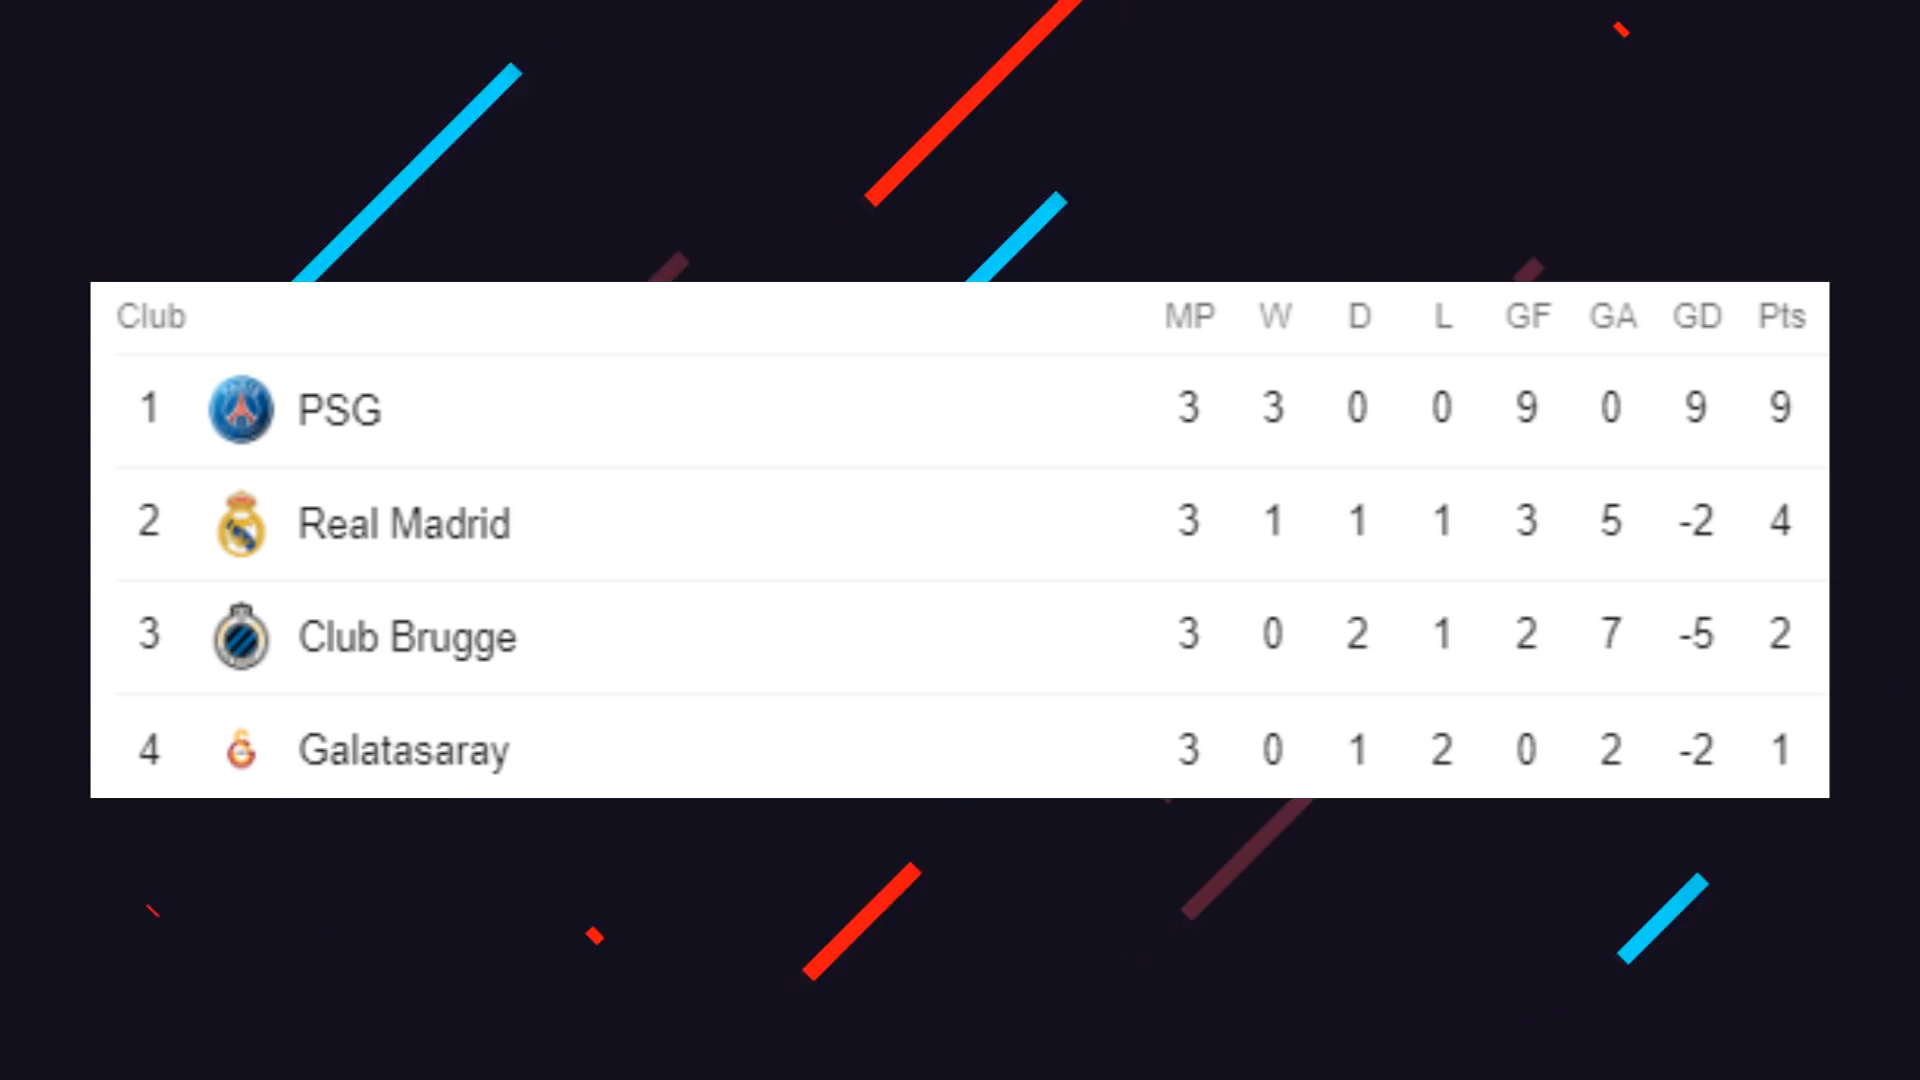 Club MP W D L GF GA GD Pts
1 PSG 3 3 0 0 9 0 9 9
2 Real Madrid 3 1 1 1 3 5 -2 4
3 Club Brugge 3 0 2 1 2 7 -5 2
4 Galatasaray 3 0 1 2 0 2 -2 1